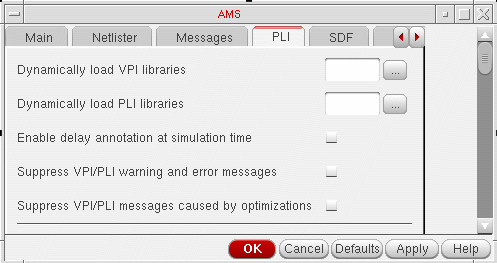 AMS
Main Netlister Messages PLI SDF
Dynamically load VPI libraries ...
Dynamically load PLI libraries ...
Enable delay annotation at simulation time
Suppress VPI/PLI warning and error messages
Suppress VPI/PLI messages caused by optimizations
OK Cancel Defaults Apply Help